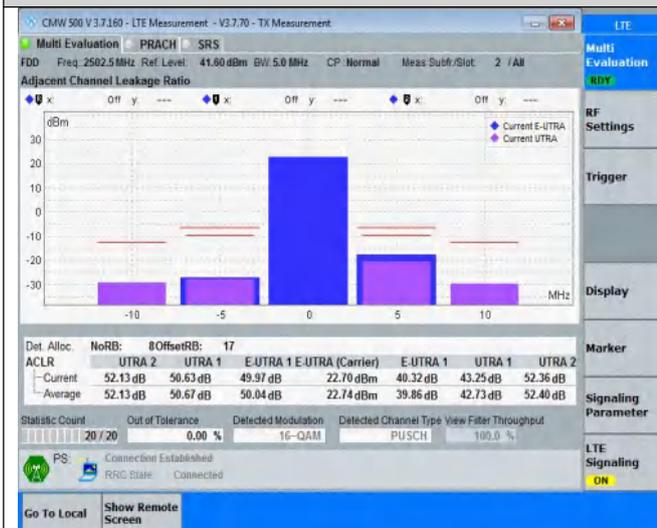 CMW 500 V 3.7.160 - LTE Measurement - V3.7.70 - TX Measurement
LTE
Multi Evaluation PRACH SRS
Multi
Evaluation
RDY
FDD Freq.:2502.5 MHz Ref. Level: 41.60 dBm BW: 5.0 MHz CP: Normal Meas Subfr./Slot: 2 / All
Adjacent Channel Leakage Ratio
x: Off y: --- x: Off y: --- x: Off y: ---
dBm
Current E-UTRA
Current UTRA
30
20
10
0
-10
-20
-30
MHz
-10 -5 0 5 10
RF
Settings
Trigger
Display
Marker
Signaling
Parameter
LTE
Signaling
ON
Det. Alloc. NoRB: 8 OffsetRB: 17
ACLR UTRA 2 UTRA 1 E-UTRA 1 E-UTRA (Carrier) E-UTRA 1 UTRA 1 UTRA 2
Current 52.13 dB 50.63 dB 49.97 dB 22.70 dBm 40.32 dB 43.25 dB 52.36 dB
Average 52.13 dB 50.67 dB 50.04 dB 22.74 dBm 39.86 dB 42.73 dB 52.40 dB
Statistic Count Out of Tolerance Detected Modulation Detected Channel Type View Filter Throughput
20 / 20 0.00 % 16-QAM PUSCH 100.0 %
PS: Connection Established
RRC State: Connected
Go To Local
Show Remote
Screen